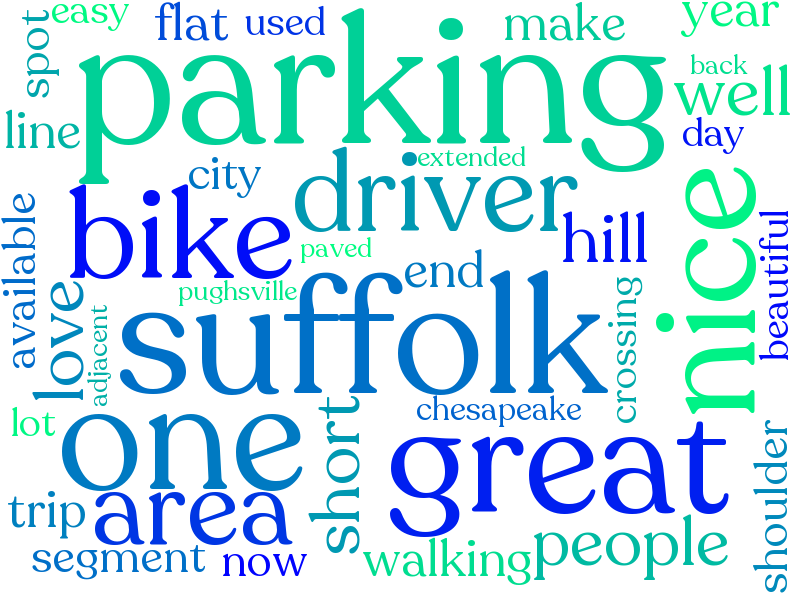 easy
flat
used
make
year
spot
parking
back
well
line
day
extended
city
driver
nice
bike
hill
available
paved
beautiful
end
pughsville
suffolk
love
adjacent
crossing
chesapeake
lot
one
short
great
shoulder
trip
area
people
segment
now
walking